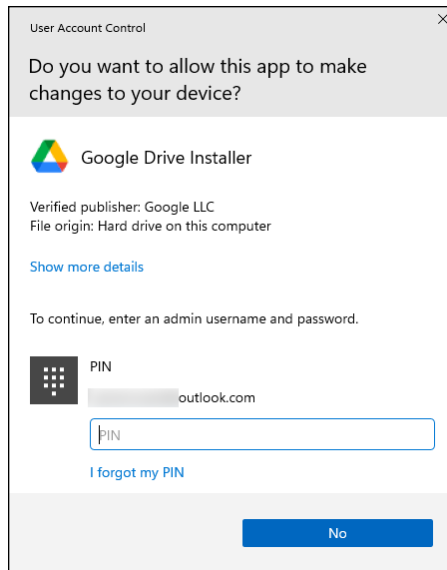 User Account Control
Do you want to allow this app to make
changes to your device?
Google Drive Installer
Verified publisher: Google LLC
File origin: Hard drive on this computer
Show more details
To continue, enter an admin username and password.
PIN
outlook.com
PIN
I forgot my PIN
No